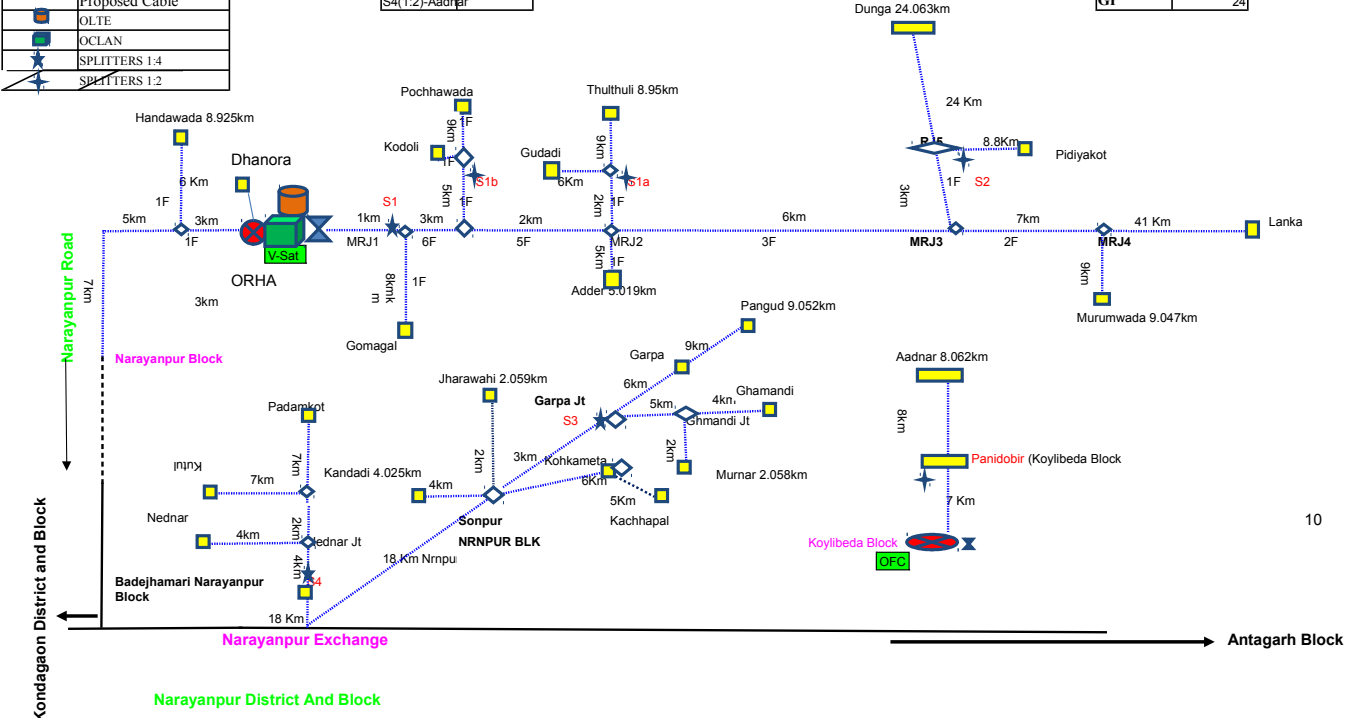 Proposed Cable
OLTE
OCLAN
SPLITTERS 1:4
SPLITTERS 1:2
S4(1:2)-Aadnar
GP 24
Dunga 24.063km
24 Km
Handawada 8.925km
Pochhawada
Thulthuli 8.95km
Kodoli
Gudadi
Dhanora
6 Km
1F
9km
1F
1F
S1b
5km
1F
6Km
9km
S1a
2km
1F
RJ5
8.8Km
Pidiyakot
1F
S2
3km
5km
3km
1F
V-Sat
ORHA
3km
S1
1km
MRJ1
3km
6F
2km
5F
MRJ2
6km
3F
MRJ3
7km
2F
MRJ4
41 Km
Lanka
8kmk
m
1F
Gomagal
5km
1F
Adder 5.019km
9km
Murumwada 9.047km
Narayanpur Road
7km
Narayanpur Block
Pangud 9.052km
9km
Garpa
6km
Jharawahi 2.059km
Garpa Jt
S3
5km
4km
Ghamandi
Ghmandi Jt
2km
Murnar 2.058km
Aadnar 8.062km
8km
Panidobir (Koylibeda Block
7 Km
Koylibeda Block
OFC
Padamkot
7km
Kutul
7km
Kandadi 4.025km
4km
2km
3km
Kohkameta
6Km
5Km
Kachhapal
Sonpur
NRNPUR BLK
18 Km Nrnpu
Nednar
4km
2km
ednar Jt
4km
S4
Badejhamari Narayanpur
Block
18 Km
10
Kondagaon District and Block
Narayanpur Exchange
Antagarh Block
Narayanpur District And Block